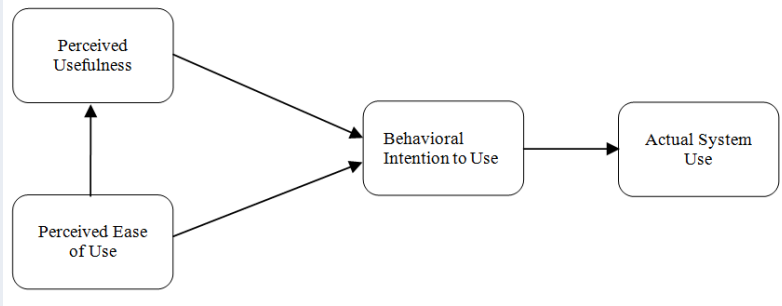 Perceived
Usefulness
Behavioral
Intention to Use
Actual System
Use
Perceived Ease
of Use